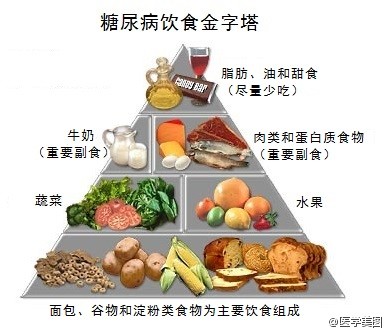 糖尿病饮食金字塔
CANDY BAR
脂肪、油和甜食
（尽量少吃）
牛奶
（重要副食）
肉类和蛋白质食物
（重要副食）
蔬菜
水果
面包、谷物和淀粉类食物为主要饮食组成
@医学美图